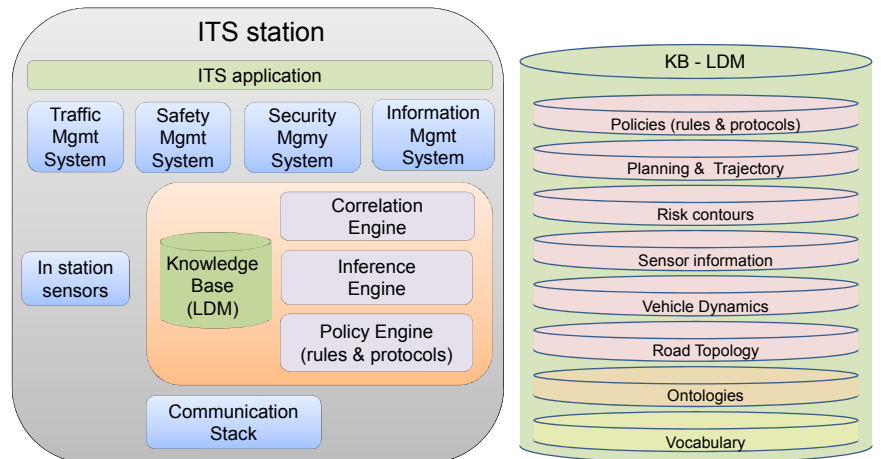 ITS station
ITS application
Traffic
Mgmt
System
Safety
Mgmt
System
Security
Mgmy
System
Information
Mgmt
System
In station
sensors
Knowledge
Base
(LDM)
Correlation
Engine
Inference
Engine
Policy Engine
(rules & protocols)
Communication
Stack
KB - LDM
Policies (rules & protocols)
Planning & Trajectory
Risk contours
Sensor information
Vehicle Dynamics
Road Topology
Ontologies
Vocabulary